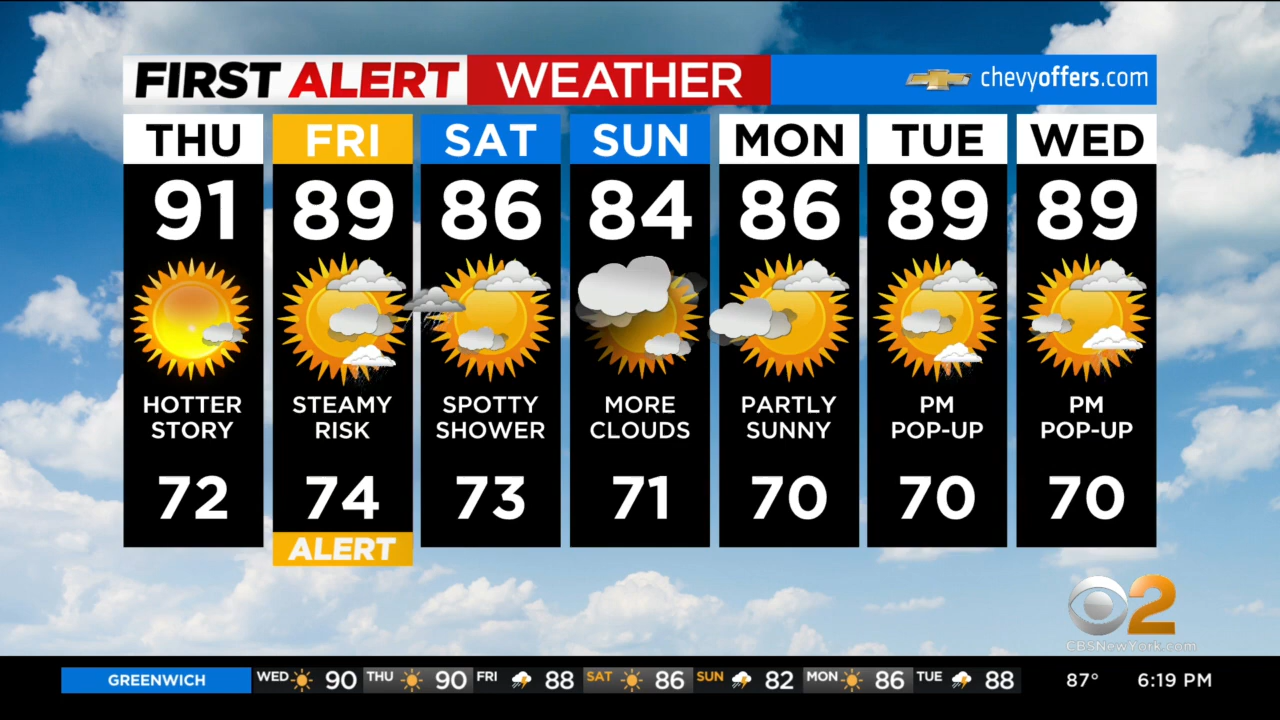 FIRST ALERT WEATHER
chevyoffers.com
THU FRI SAT SUN MON TUE WED
91 89 86 84 86 89 89
HOTTER STEAMY SPOTTY MORE PARTLY PM PM
STORY RISK SHOWER CLOUDS SUNNY POP-UP POP-UP
72 74 73 71 70 70 70
ALERT
2
CBSNewYork.com
GREENWICH WED 90 THU 90 FRI 88 SAT 86 SUN 82 MON 86 TUE 88 87° 6:19 PM